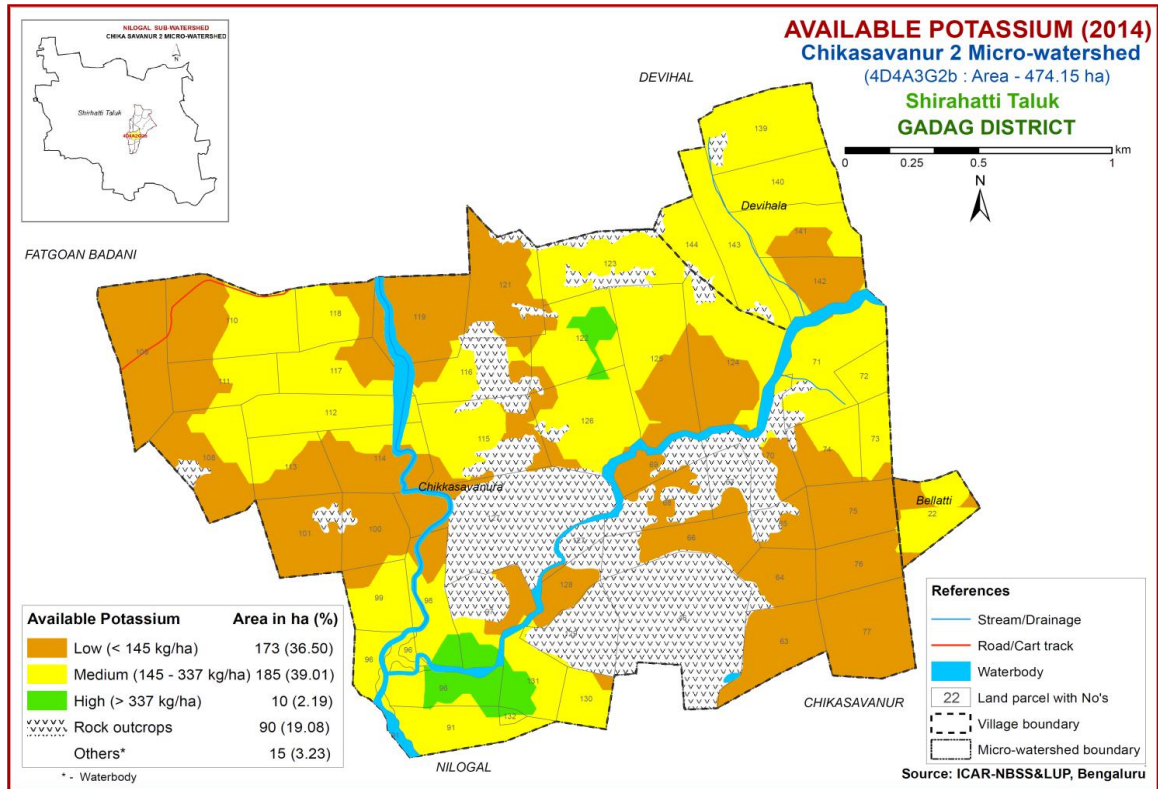 NILOGAL SUB-WATERSHED
CHIKA SAVANUR 2 MICRO-WATERSHED
N
Shirhatti Taluk
4D4A3G2b
AVAILABLE POTASSIUM (2014)
Chikasavanur 2 Micro-watershed
(4D4A3G2b : Area - 474.15 ha)
Shirahatti Taluk
GADAG DISTRICT
km
0 0.25 0.5 1
N
DEVIHAL
FATGOAN BADANI
139
140
Devihala
141
142
143
144
123
121
119
118
110
111
117
116
122
125
124
71
72
112
126
115
73
74
114
113
69
70
Chikkasavanura
101
100
66
75
Bellatti
22
76
64
128
99
98
63
77
96
96
131
130
132
91
CHIKASAVANUR
NILOGAL
Available Potassium Area in ha (%)
Low (< 145 kg/ha) 173 (36.50)
Medium (145 - 337 kg/ha) 185 (39.01)
High (> 337 kg/ha) 10 (2.19)
Rock outcrops 90 (19.08)
Others* 15 (3.23)
* - Waterbody
References
Stream/Drainage
Road/Cart track
Waterbody
22 Land parcel with No's
Village boundary
Micro-watershed boundary
Source: ICAR-NBSS&LUP, Bengaluru